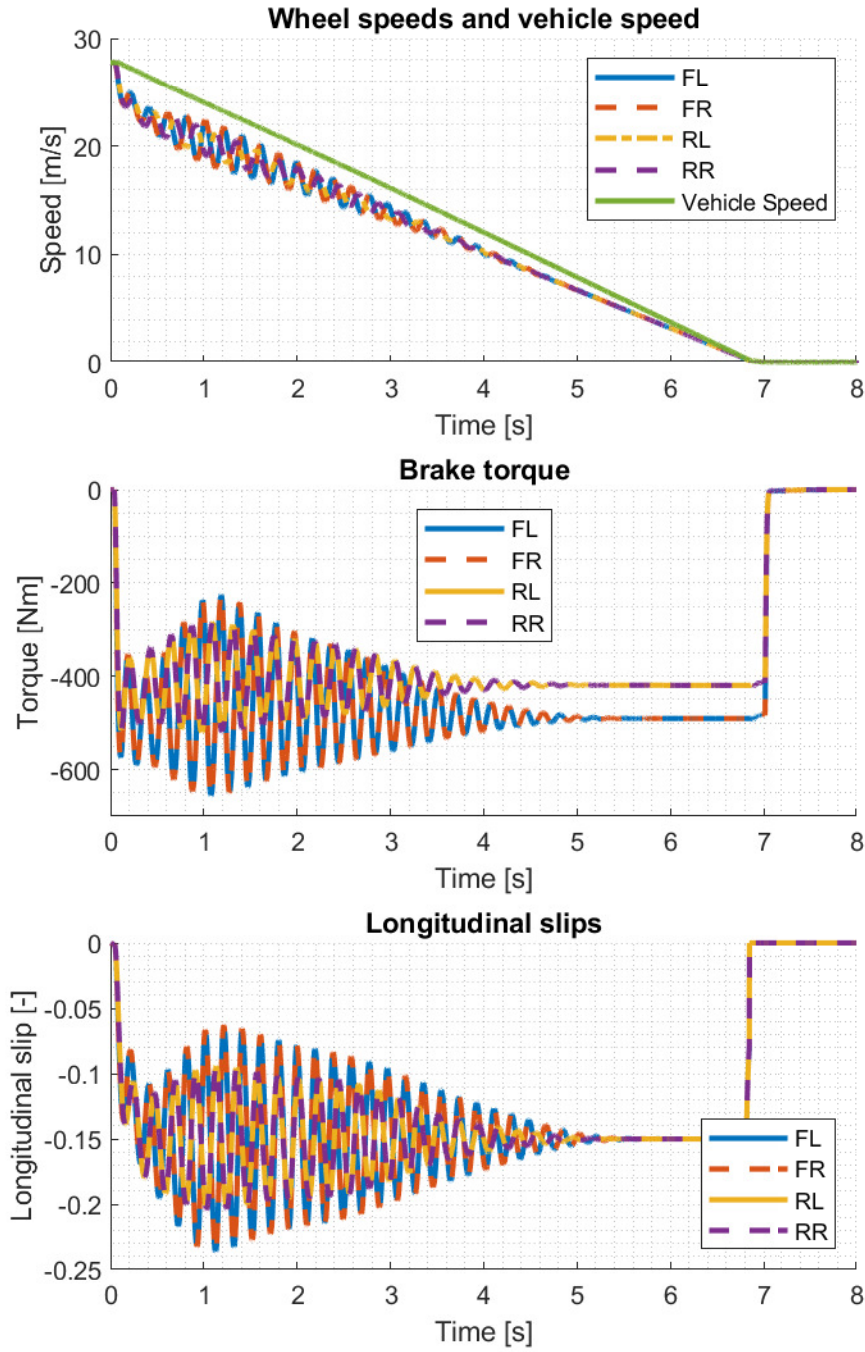 Wheel speeds and vehicle speed
Speed [m/s]
30
20
10
0
FL
FR
RL
RR
Vehicle Speed
0 1 2 3 4 5 6 7 8
Time [s]
Brake torque
Torque [Nm]
0
-200
-400
-600
FL
FR
RL
RR
0 1 2 3 4 5 6 7 8
Time [s]
Longitudinal slips
Longitudinal slip [-]
0
-0.05
-0.1
-0.15
-0.2
-0.25
FL
FR
RL
RR
0 1 2 3 4 5 6 7 8
Time [s]